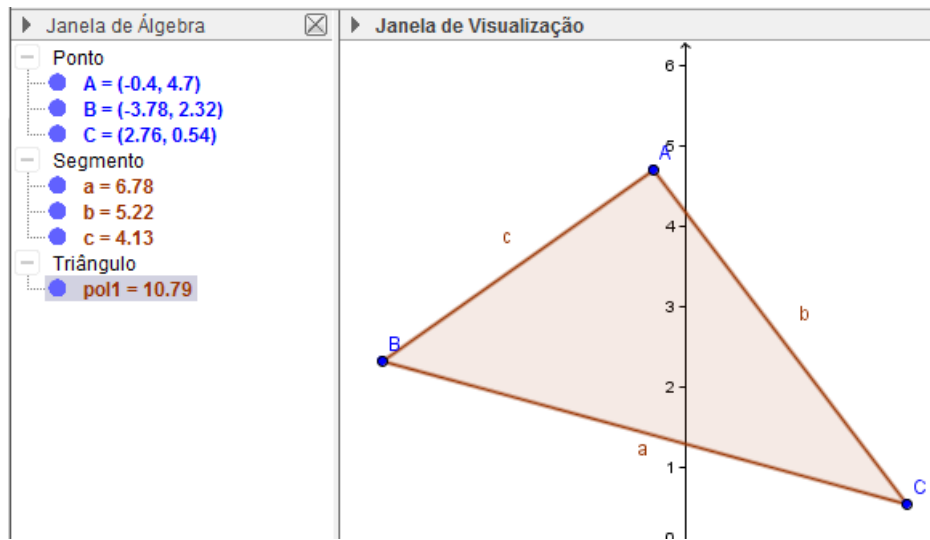 Janela de Álgebra
Ponto
A = (-0.4, 4.7)
B = (-3.78, 2.32)
C = (2.76, 0.54)
Segmento
a = 6.78
b = 5.22
c = 4.13
Triângulo
pol1 = 10.79
Janela de Visualização
6
5
A
c
4
b
3
B
2
a
1
C
0